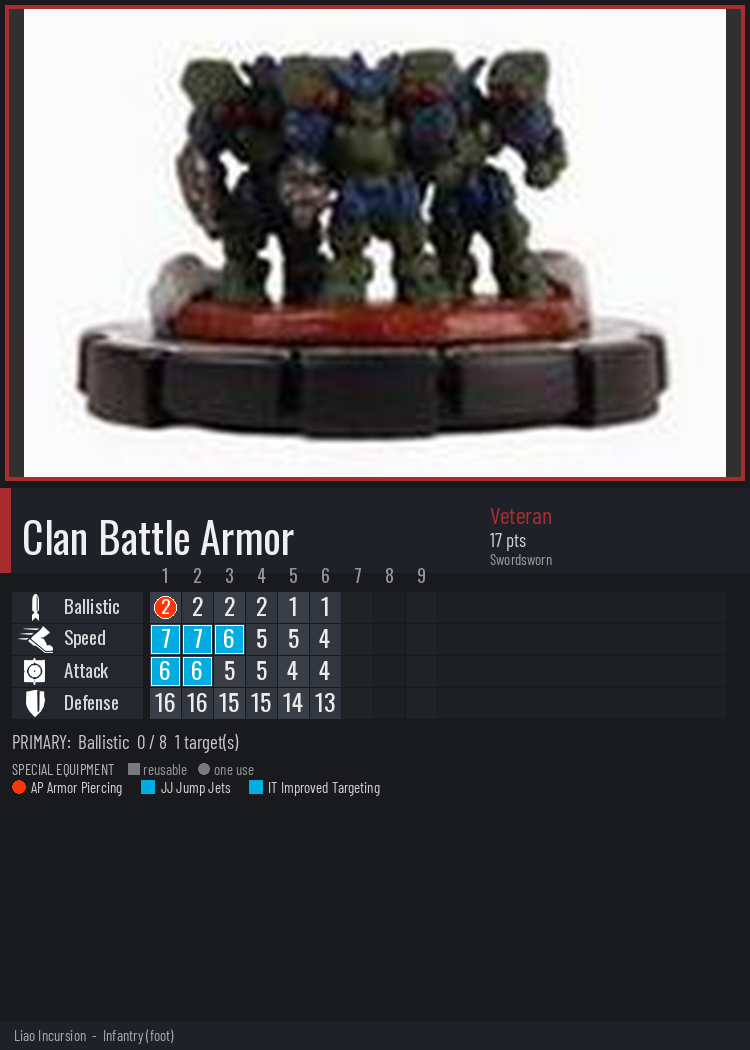 Clan Battle Armor
Veteran
17 pts
Swordsworn
1 2 3 4 5 6 7 8 9
Ballistic 2 2 2 2 1 1
Speed 7 7 6 5 5 4
Attack 6 6 5 5 4 4
Defense 16 16 15 15 14 13
PRIMARY: Ballistic 0 / 8 1 target(s)
SPECIAL EQUIPMENT reusable one use
AP Armor Piercing JJ Jump Jets IT Improved Targeting
Liao Incursion - Infantry (foot)